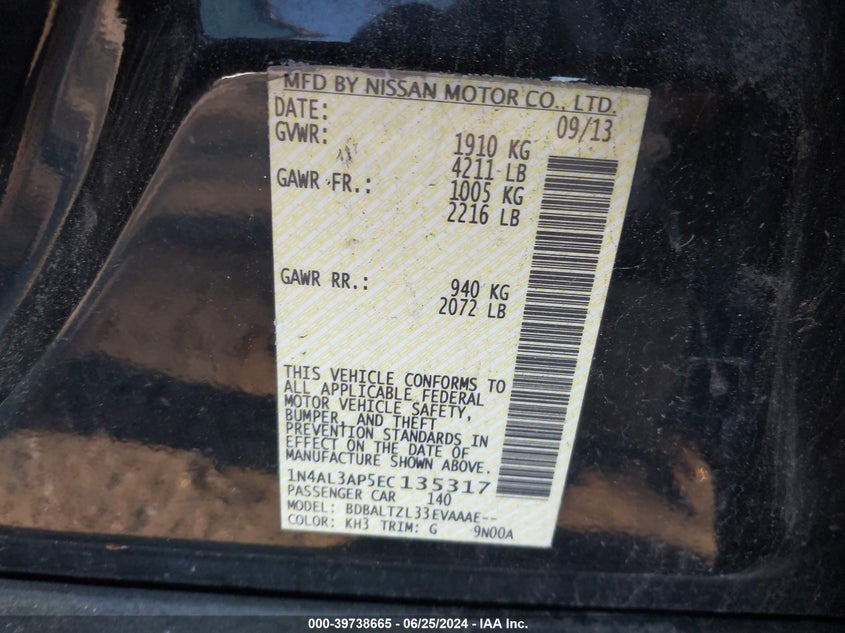 MFD BY NISSAN MOTOR CO., LTD.
DATE: 09/13
GVWR: 1910 KG
4211 LB
GAWR FR.: 1005 KG
2216 LB
GAWR RR.: 940 KG
2072 LB
THIS VEHICLE CONFORMS TO
ALL APPLICABLE FEDERAL
MOTOR VEHICLE SAFETY,
BUMPER, AND THEFT
PREVENTION STANDARDS IN
EFFECT ON THE DATE OF
MANUFACTURE SHOWN ABOVE.
1N4AL3AP5EC135317
PASSENGER CAR 140
MODEL: BDBALTZL33EVAAAE--
COLOR: KH3 TRIM: G 9N00A
000-39738665 - 06/25/2024 - IAA Inc.